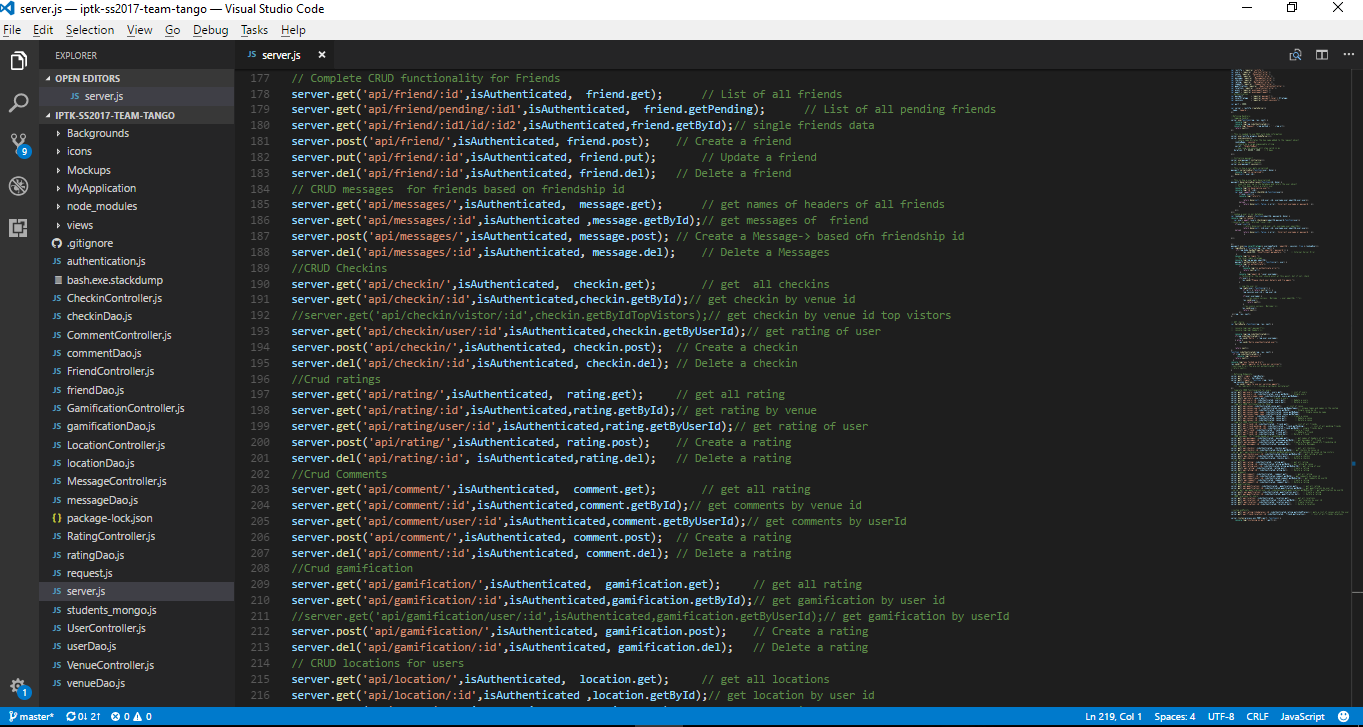 server.js — iptk-ss2017-team-tango — Visual Studio Code
File Edit Selection View Go Debug Tasks Help
EXPLORER
OPEN EDITORS
JS server.js
IPTK-SS2017-TEAM-TANGO
Backgrounds
icons
Mockups
MyApplication
node_modules
views
.gitignore
JS authentication.js
bash.exe.stackdump
JS CheckinController.js
JS checkinDao.js
JS CommentController.js
JS commentDao.js
JS FriendController.js
JS friendDao.js
JS GamificationController.js
JS gamificationDao.js
JS LocationController.js
JS locationDao.js
JS MessageController.js
JS messageDao.js
{} package-lock.json
JS RatingController.js
JS ratingDao.js
JS request.js
JS server.js
JS students_mongo.js
JS UserController.js
JS userDao.js
JS VenueController.js
JS venueDao.js
9
1
JS server.js ×
177 // Complete CRUD functionality for Friends
178 server.get('api/friend/:id',isAuthenticated,  friend.get);      // List of all friends
179 server.get('api/friend/pending/:id1',isAuthenticated,  friend.getPending);      // List of all pending friends
180 server.get('api/friend/:id1/id/:id2',isAuthenticated,friend.getById);// single friends data
181 server.post('api/friend/',isAuthenticated, friend.post);    // Create a friend
182 server.put('api/friend/:id',isAuthenticated, friend.put);       // Update a friend
183 server.del('api/friend/:id',isAuthenticated, friend.del);   // Delete a friend
184 // CRUD messages  for friends based on friendship id
185 server.get('api/messages/',isAuthenticated,  message.get);      // get names of headers of all friends
186 server.get('api/messages/:id',isAuthenticated ,message.getById);// get messages of  friend
187 server.post('api/messages/',isAuthenticated, message.post); // Create a Message-> based ofn friendship id
188 server.del('api/messages/:id',isAuthenticated, message.del);    // Delete a Messages
189 //CRUD Checkins
190 server.get('api/checkin/',isAuthenticated,  checkin.get);       // get  all checkins
191 server.get('api/checkin/:id',isAuthenticated,checkin.getById);// get checkin by venue id
192 //server.get('api/checkin/vistor/:id',checkin.getByIdTopVistors);// get checkin by venue id top vistors
193 server.get('api/checkin/user/:id',isAuthenticated,checkin.getByUserId);// get rating of user
194 server.post('api/checkin/',isAuthenticated, checkin.post);  // Create a checkin
195 server.del('api/checkin/:id',isAuthenticated, checkin.del); // Delete a checkin
196 //Crud ratings
197 server.get('api/rating/',isAuthenticated,  rating.get);     // get all rating
198 server.get('api/rating/:id',isAuthenticated,rating.getById);// get rating by venue
199 server.get('api/rating/user/:id',isAuthenticated,rating.getByUserId);// get rating of user
200 server.post('api/rating/',isAuthenticated, rating.post);    // Create a rating
201 server.del('api/rating/:id', isAuthenticated,rating.del);   // Delete a rating
202 //Crud Comments
203 server.get('api/comment/',isAuthenticated,  comment.get);       // get all rating
204 server.get('api/comment/:id',isAuthenticated,comment.getById);// get comments by venue id
205 server.get('api/comment/user/:id',isAuthenticated,comment.getByUserId);// get comments by userId
206 server.post('api/comment/',isAuthenticated, comment.post);  // Create a rating
207 server.del('api/comment/:id',isAuthenticated, comment.del); // Delete a rating
208 //Crud gamification
209 server.get('api/gamification/',isAuthenticated,  gamification.get);     // get all rating
210 server.get('api/gamification/:id',isAuthenticated,gamification.getById);// get gamification by user id
211 //server.get('api/gamification/user/:id',isAuthenticated,gamification.getByUserId);// get gamification by userId
212 server.post('api/gamification/',isAuthenticated, gamification.post);    // Create a rating
213 server.del('api/gamification/:id',isAuthenticated, gamification.del);   // Delete a rating
214 // CRUD locations for users
215 server.get('api/location/',isAuthenticated,  location.get);     // get all locations
216 server.get('api/location/:id',isAuthenticated ,location.getById);// get location by user id
master* 0↓ 2↑ 0 0 Ln 219, Col 1 Spaces: 4 UTF-8 CRLF JavaScript